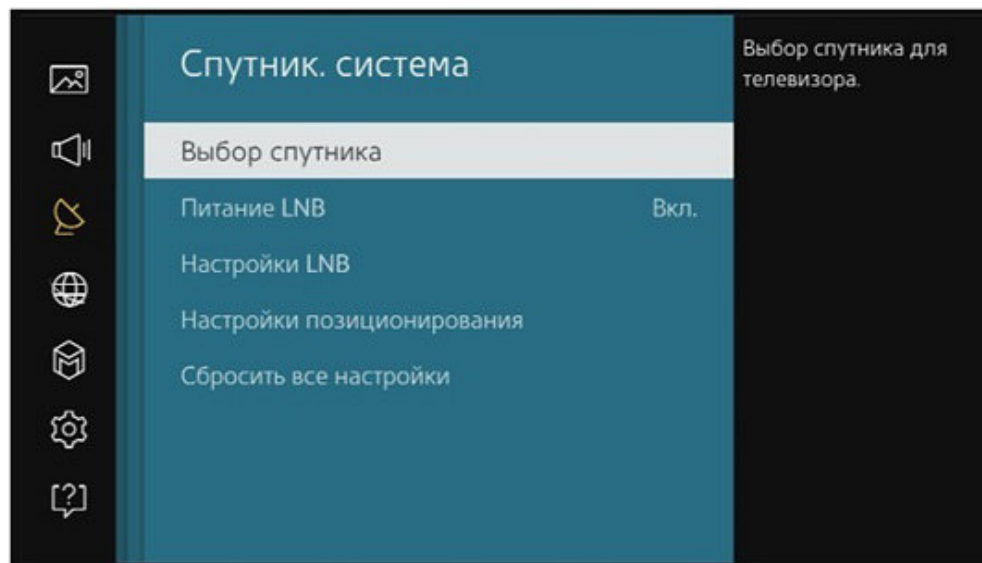 Спутник. система
Выбор спутника для
телевизора.
Выбор спутника
Питание LNB Вкл.
Настройки LNB
Настройки позиционирования
Сбросить все настройки